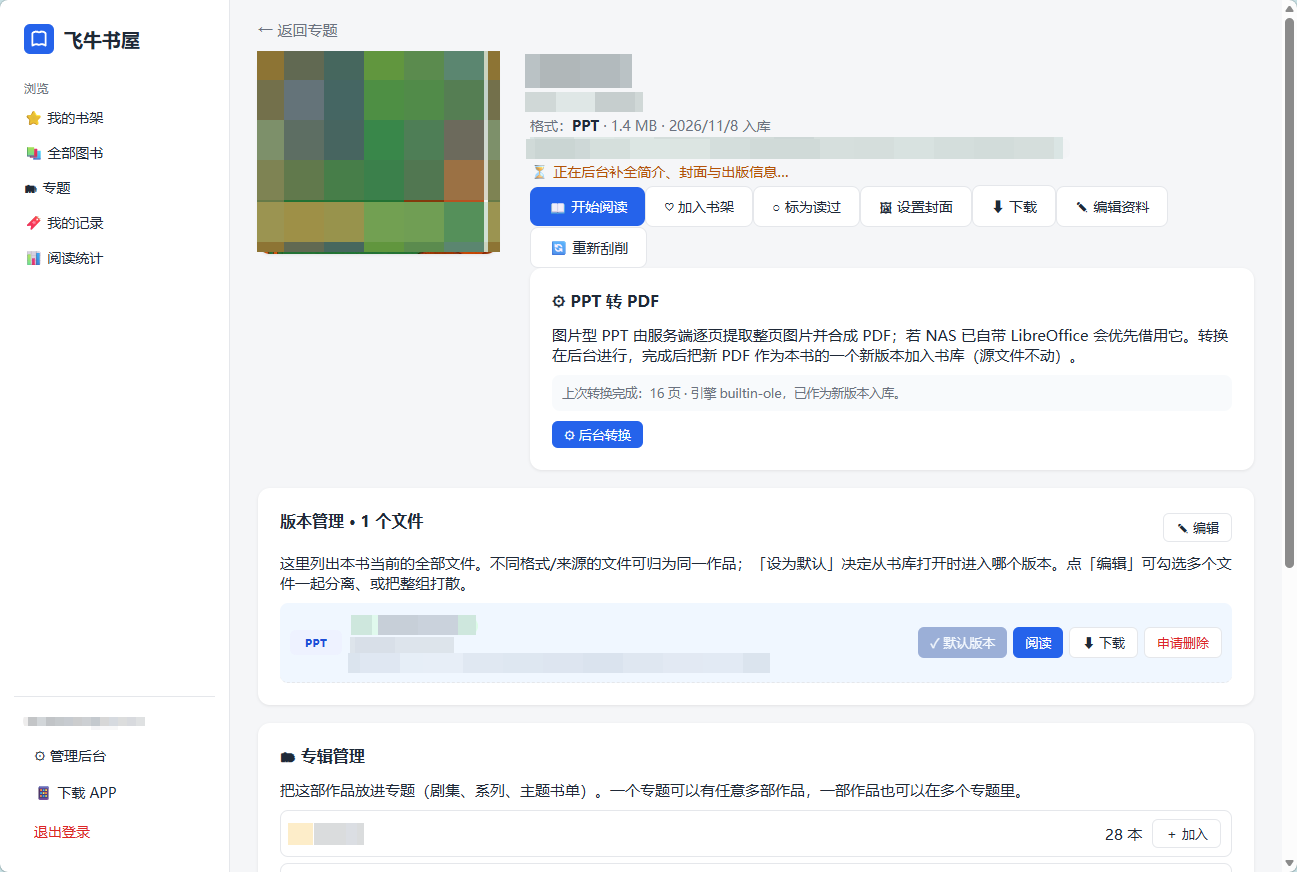 飞牛书屋
浏览
我的书架
全部图书
专题
我的记录
阅读统计
管理后台
下载 APP
退出登录
← 返回专题
格式：PPT · 1.4 MB · 2026/11/8 入库
⏳ 正在后台补全简介、封面与出版信息...
开始阅读
♡ 加入书架
○ 标为读过
设置封面
⬇ 下载
编辑资料
重新刮削
⚙ PPT 转 PDF
图片型 PPT 由服务端逐页提取整页图片并合成 PDF；若 NAS 已自带 LibreOffice 会优先借用它。转换
在后台进行，完成后把新 PDF 作为本书的一个新版本加入书库（源文件不动）。
上次转换完成：16 页 · 引擎 builtin-ole，已作为新版本入库。
⚙ 后台转换
版本管理 • 1 个文件
编辑
这里列出本书当前的全部文件。不同格式/来源的文件可归为同一作品；「设为默认」决定从书库打开时进入哪个版本。点「编辑」可勾选多个文
件一起分离、或把整组打散。
PPT
✓ 默认版本
阅读
⬇ 下载
申请删除
专辑管理
把这部作品放进专题（剧集、系列、主题书单）。一个专题可以有任意多部作品，一部作品也可以在多个专题里。
28 本
+ 加入